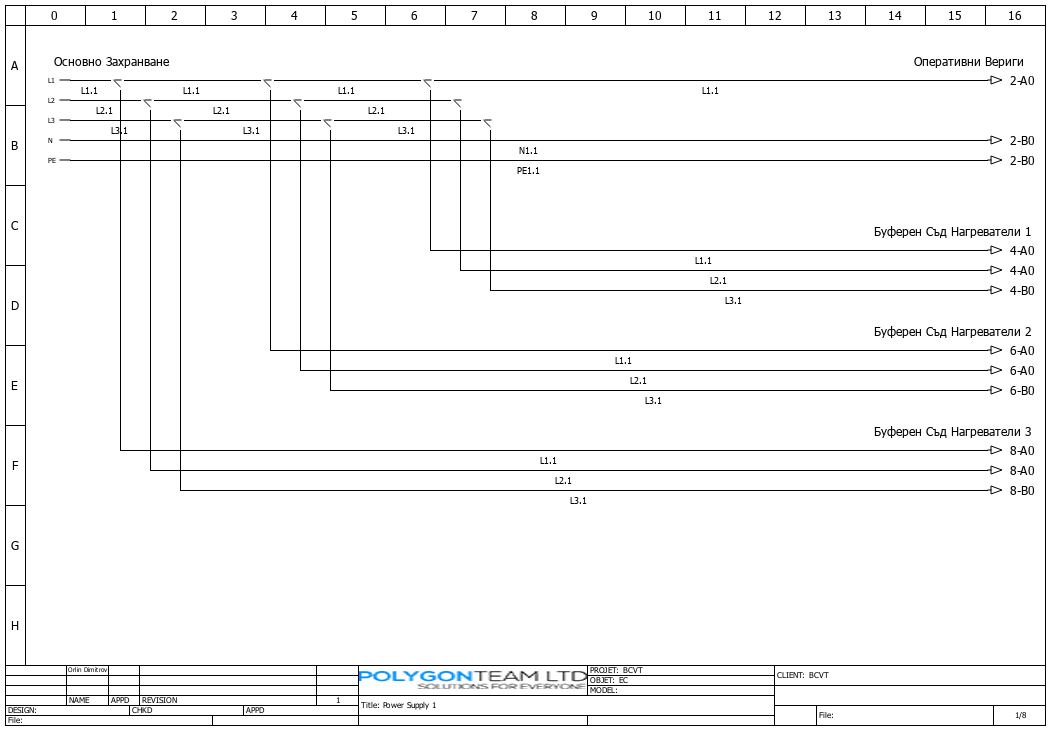 0 1 2 3 4 5 6 7 8 9 10 11 12 13 14 15 16
A
Основно Захранване
Оперативни Вериги
L1
2-A0
L1.1 L1.1 L1.1 L1.1
L2
L2.1 L2.1 L2.1
L3
L3.1 L3.1 L3.1
B
N
2-B0
N1.1
PE
2-B0
PE1.1
C
Буферен Съд Нагреватели 1
4-A0
L1.1
4-A0
L2.1
4-B0
L3.1
D
Буферен Съд Нагреватели 2
6-A0
L1.1
6-A0
L2.1
E
6-B0
L3.1
Буферен Съд Нагреватели 3
8-A0
L1.1
F
8-A0
L2.1
8-B0
L3.1
G
H
Orlin Dimitrov
NAME APPD REVISION 1
DESIGN: CHKD APPD
File:
POLYGONTEAM LTD
SOLUTIONS FOR EVERYONE
Title: Power Supply 1
PROJET: BCVT
OBJET: EC
MODEL:
CLIENT: BCVT
File:
1/8